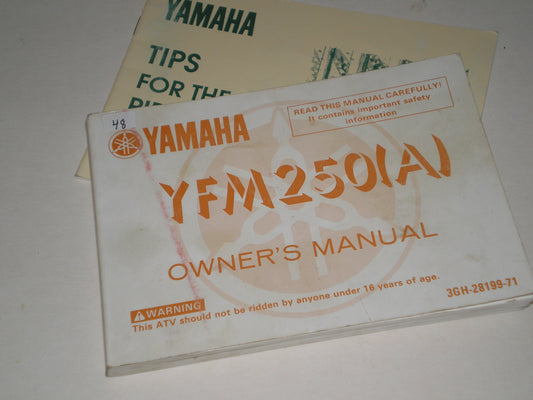 YAMAHA
TIPS
FOR THE
48
YAMAHA
READ THIS MANUAL CAREFULLY!
It contains important safety
information
YFM250(A)
OWNER'S MANUAL
WARNING
This ATV should not be ridden by anyone under 16 years of age.
3GH-28199-71